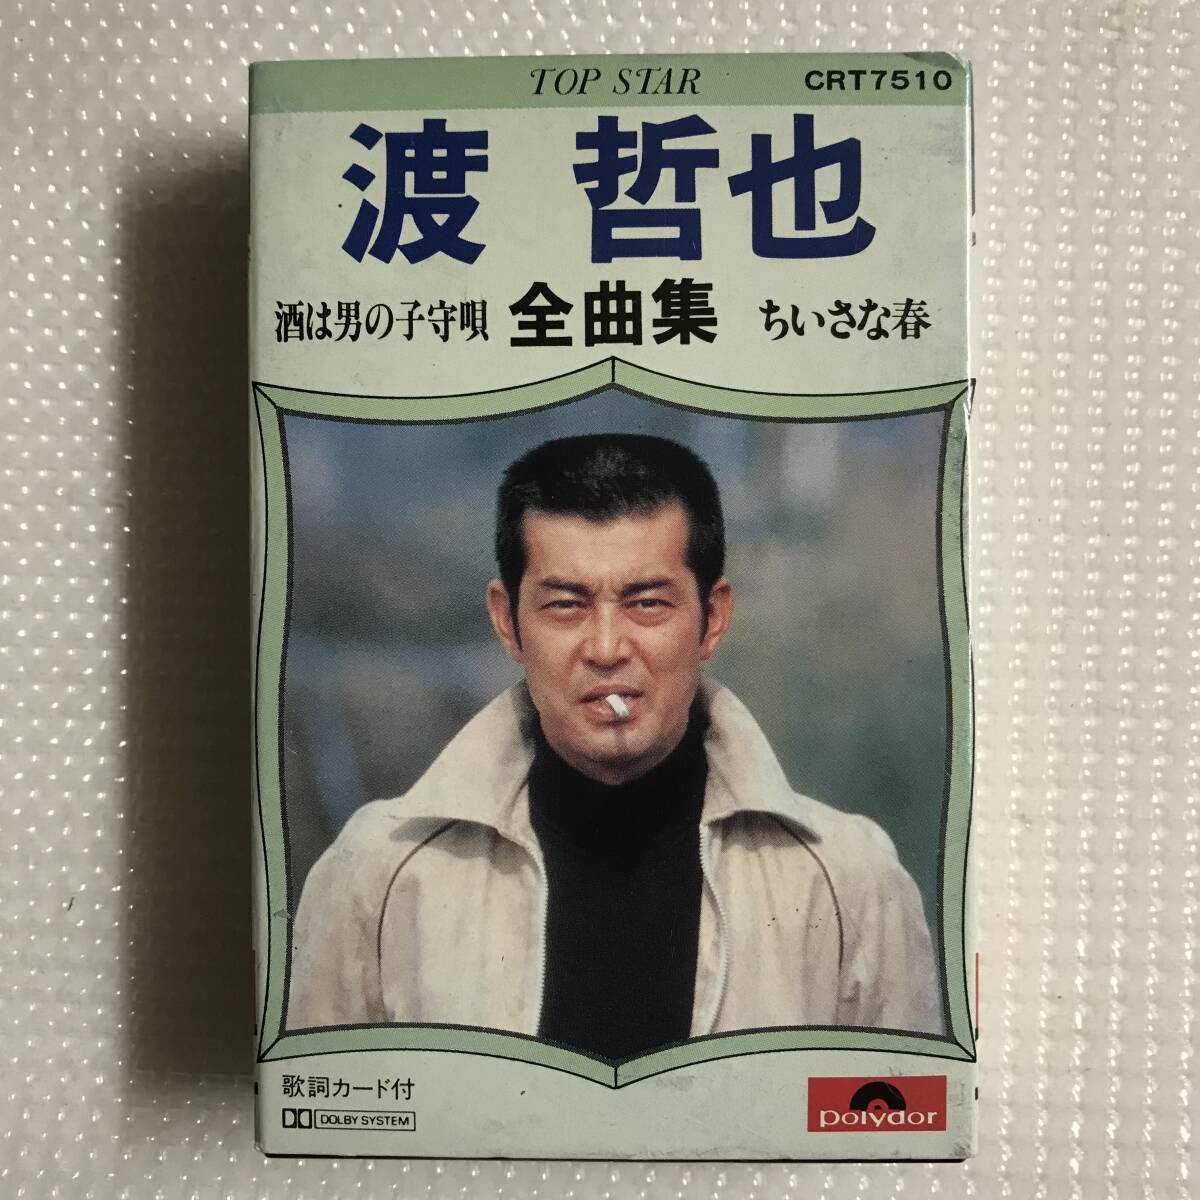 TOP STAR CRT7510
渡 哲也
酒は男の子守唄 全曲集 ちいさな春
歌詞カード付
DOLBY SYSTEM
polydor